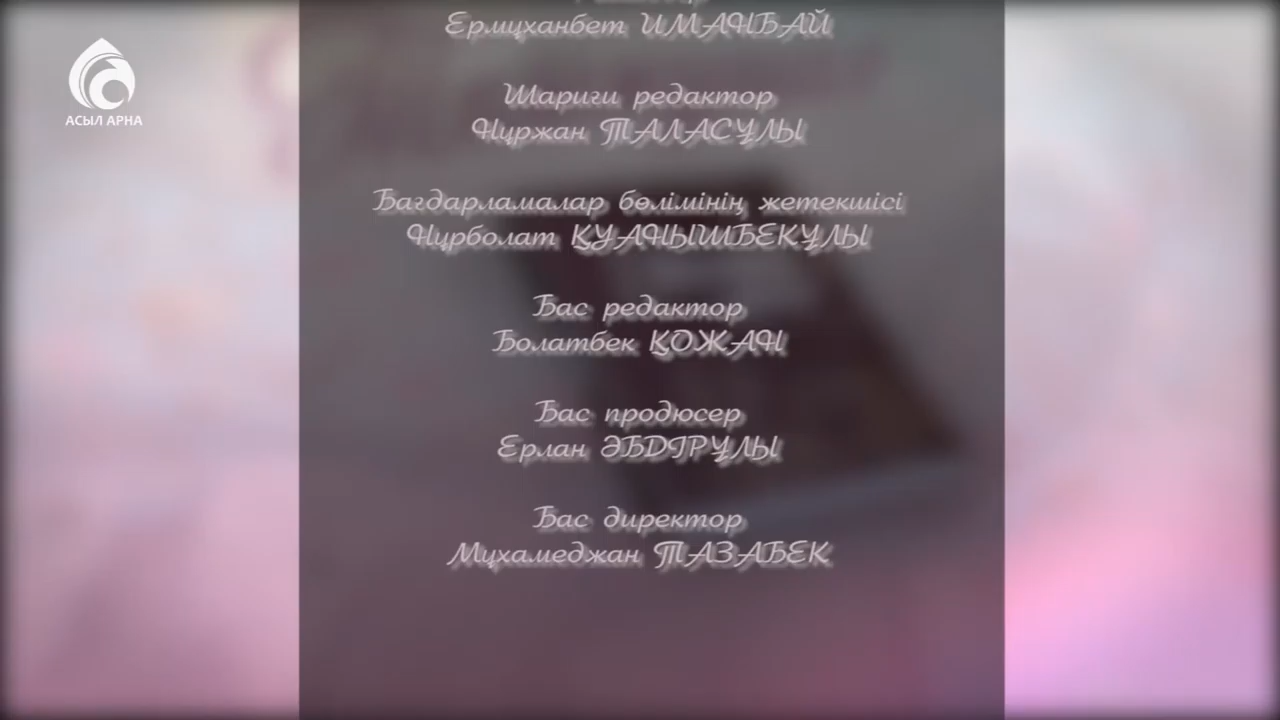 АСЫЛ АРНА
Ермұханбет ИМАНБАЙ
Шариғи редактор
Нұржан ТАЛАСҰЛЫ
Бағдарламалар бөлімінің жетекшісі
Нұрболат ҚУАНЫШБЕКҰЛЫ
Бас редактор
Болатбек ҚОЖАН
Бас продюсер
Ерлан ӘБДІРҰЛЫ
Бас директор
Мұхамеджан ТАЗАБЕК